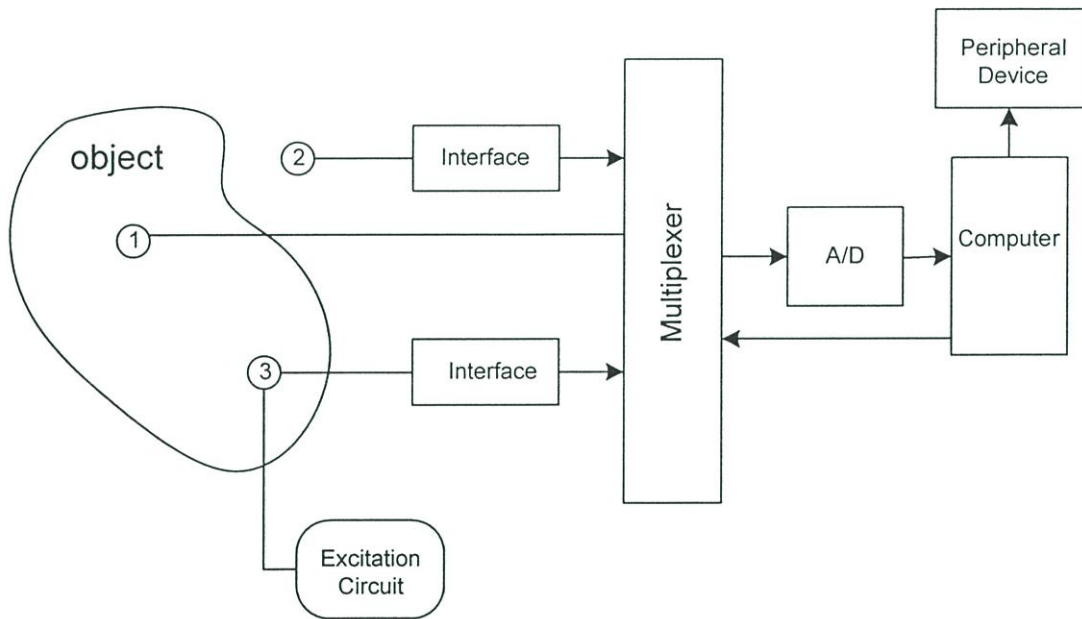 Peripheral
Device
object
2
Interface
1
Multiplexer
A/D
Computer
3
Interface
Excitation
Circuit